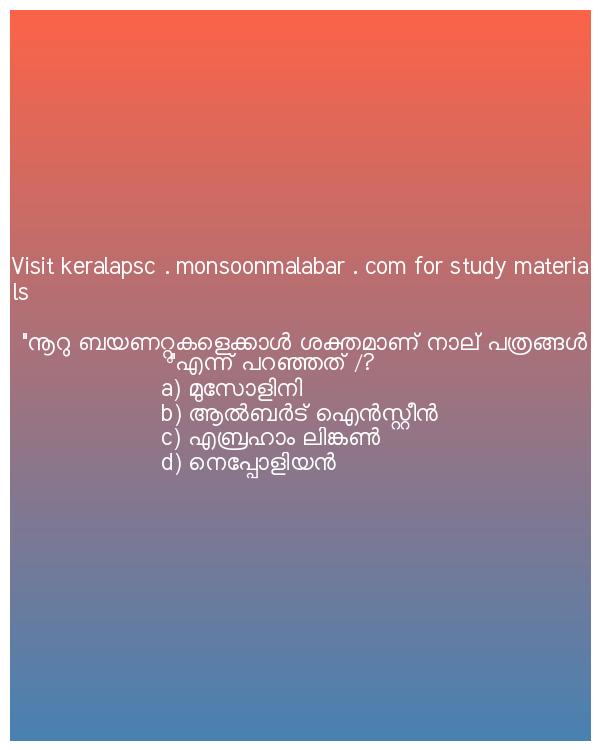 Visit keralapsc . monsoonmalabar . com for study materia
ls
"നൂറു ബയണറ്റുകളെക്കാൾ ശക്തമാണ് നാല് പത്രങ്ങൾ
"എന്ന് പറഞ്ഞത് /?
a) മുസോളിനി
b) ആൽബർട് ഐൻസ്റ്റീൻ
c) എബ്രഹാം ലിങ്കൺ
d) നെപ്പോളിയൻ